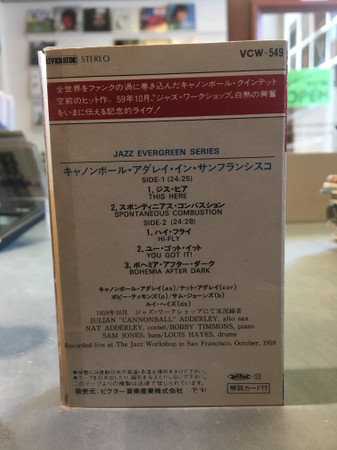 RIVERSIDE STEREO
VCW-549
全世界をファンクの渦に巻き込んだキャノンボール・クインテット
空前のヒット作。'59年10月、ジャズ・ワークショップ。白熱の興奮
をいまに伝える記念的ライヴ!
JAZZ EVERGREEN SERIES
キャノンボール・アダレイ・イン・サンフランシスコ
SIDE-1 (24:25)
1. ジス・ヒア
THIS HERE
2. スポンティニアス・コンバスション
SPONTANEOUS COMBUSTION
SIDE-2 (24:28)
1. ハイ・フライ
HI-FLY
2. ユー・ゴット・イット
YOU GOT IT!
3. ボヘミア・アフター・ダーク
BOHEMIA AFTER DARK
キャノンボール・アダレイ(as)/ナット・アダレイ(cor)
ボビー・ティモンズ(p)/サム・ジョーンズ(b)
ルイ・ヘイズ(ds)
1959年10月 ジャズ・ワークショップにて実況録音
JULIAN "CANNONBALL" ADDERLEY, alto sax
NAT ADDERLEY, cornet/BOBBY TIMMONS, piano
SAM JONES, bass/LOUIS HAYES, drums
Recorded live at The Jazz Workshop in San Francisco, October, 1959
発売元:ビクター音楽産業株式会社
解説カード付
OPEN